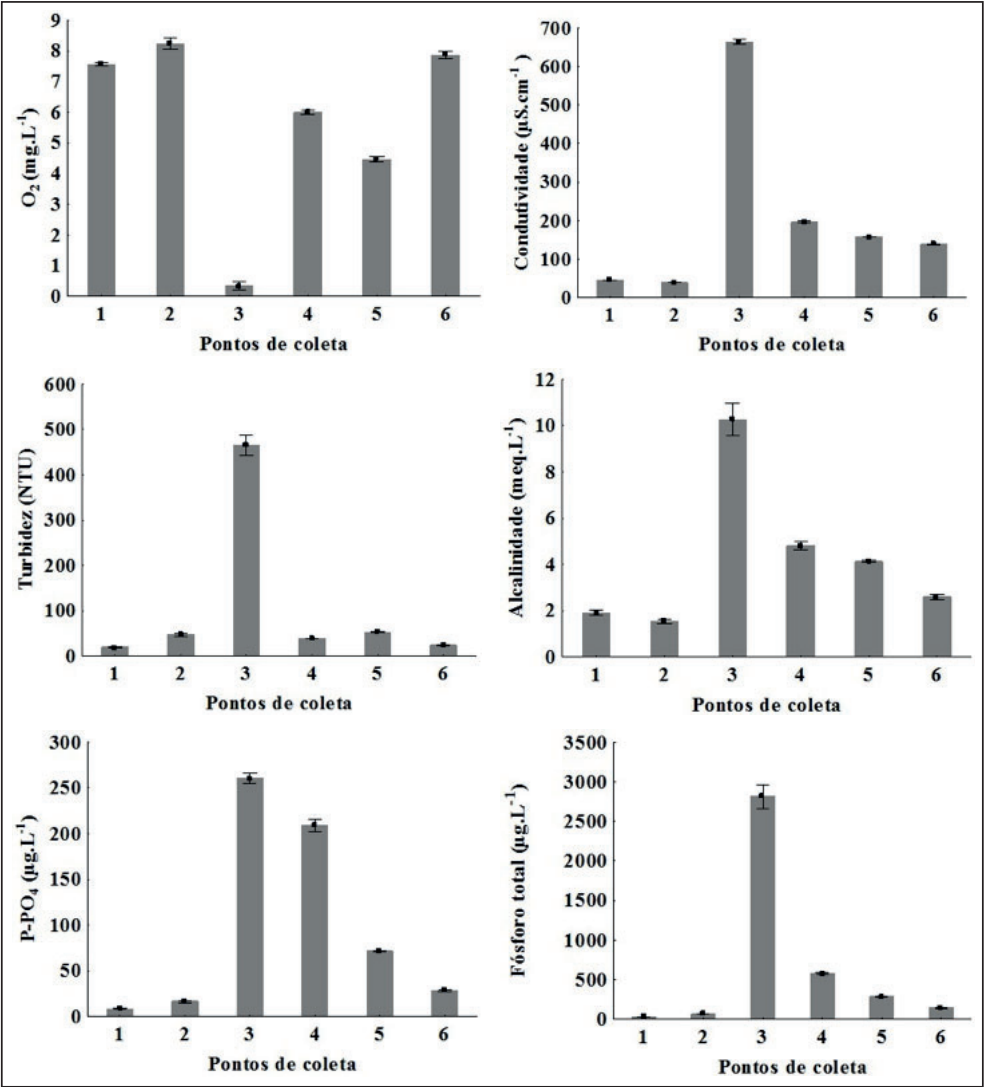 O₂ (mg.L⁻¹)
9
8
7
6
5
4
3
2
1
0
1 2 3 4 5 6
Pontos de coleta
Condutividade (µS.cm⁻¹)
700
600
500
400
300
200
100
0
1 2 3 4 5 6
Pontos de coleta
Turbidez (NTU)
600
500
400
300
200
100
0
1 2 3 4 5 6
Pontos de coleta
Alcalinidade (meq.L⁻¹)
12
10
8
6
4
2
0
1 2 3 4 5 6
Pontos de coleta
P-PO₄ (µg.L⁻¹)
300
250
200
150
100
50
0
1 2 3 4 5 6
Pontos de coleta
Fósforo total (µg.L⁻¹)
3500
3000
2500
2000
1500
1000
500
0
1 2 3 4 5 6
Pontos de coleta